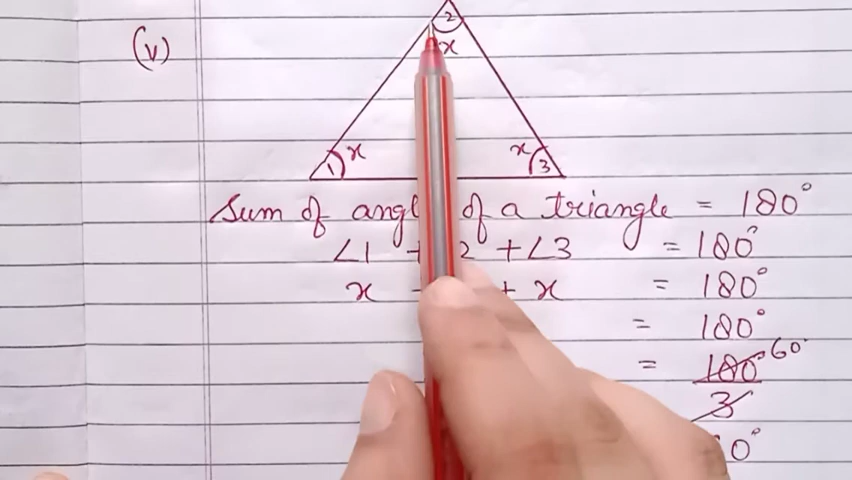 (v)
2
x
1 x
x 3
Sum of angl of a triangle = 180°
∠1 + 2 + ∠3 = 180°
x + x = 180°
= 180°
= 180° 60°
3
0°